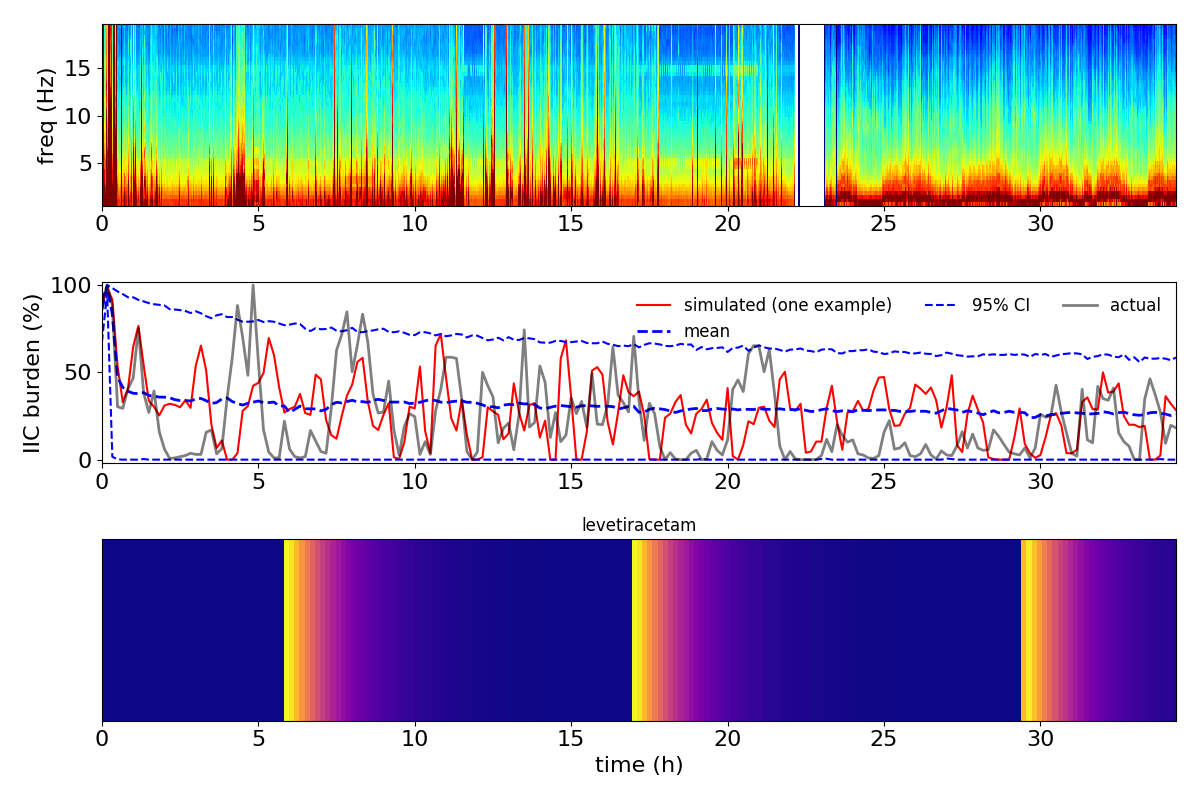 freq (Hz)
15
10
5
0 5 10 15 20 25 30
IIC burden (%)
100
50
0
simulated (one example) 95% CI actual
mean
0 5 10 15 20 25 30
levetiracetam
0 5 10 15 20 25 30
time (h)